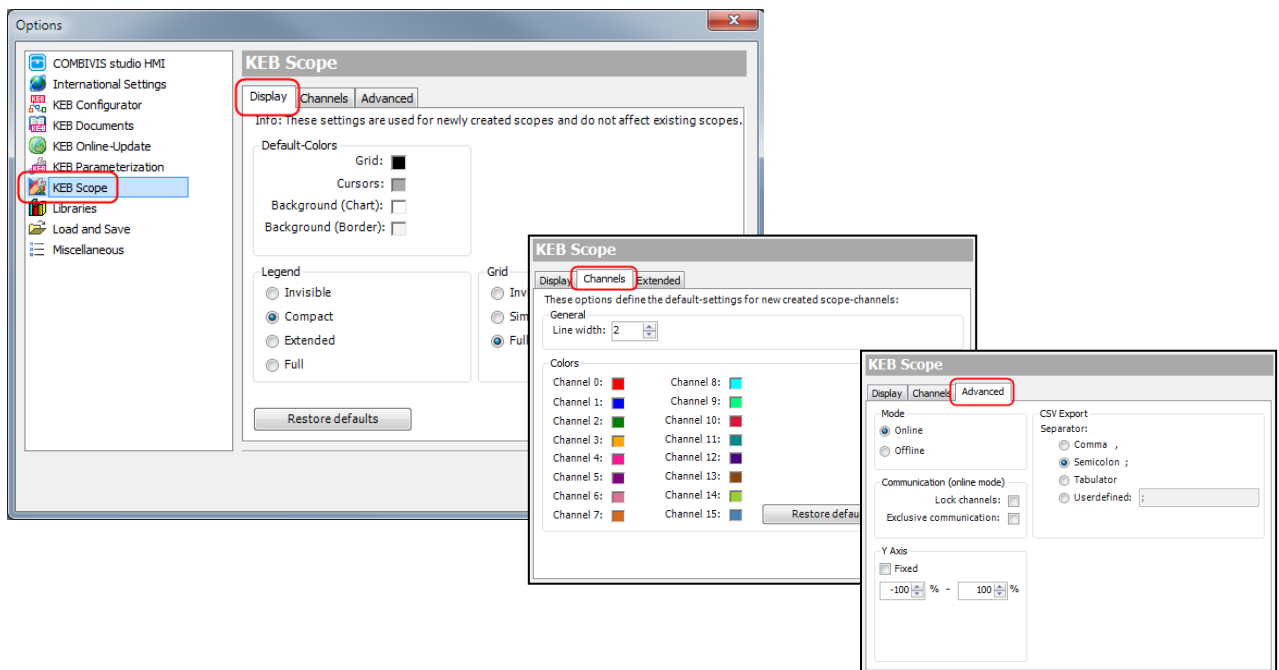 Options
COMBIVIS studio HMI
International Settings
KEB Configurator
KEB Documents
KEB Online-Update
KEB Parameterization
KEB Scope
Libraries
Load and Save
Miscellaneous
KEB Scope
Display Channels Advanced
Info: These settings are used for newly created scopes and do not affect existing scopes.
Default-Colors
Grid:
Cursors:
Background (Chart):
Background (Border):
Legend
Invisible
Compact
Extended
Full
Grid
Inv
Sim
Full
Restore defaults
KEB Scope
Display Channels Extended
These options define the default-settings for new created scope-channels:
General
Line width: 2
Colors
Channel 0: Channel 8:
Channel 1: Channel 9:
Channel 2: Channel 10:
Channel 3: Channel 11:
Channel 4: Channel 12:
Channel 5: Channel 13:
Channel 6: Channel 14:
Channel 7: Channel 15:
Restore defau
KEB Scope
Display Channels Advanced
Mode
Online
Offline
Communication (online mode)
Lock channels:
Exclusive communication:
Y Axis
Fixed
-100 % - 100 %
CSV Export
Separator:
Comma ,
Semicolon ;
Tabulator
Userdefined: ;